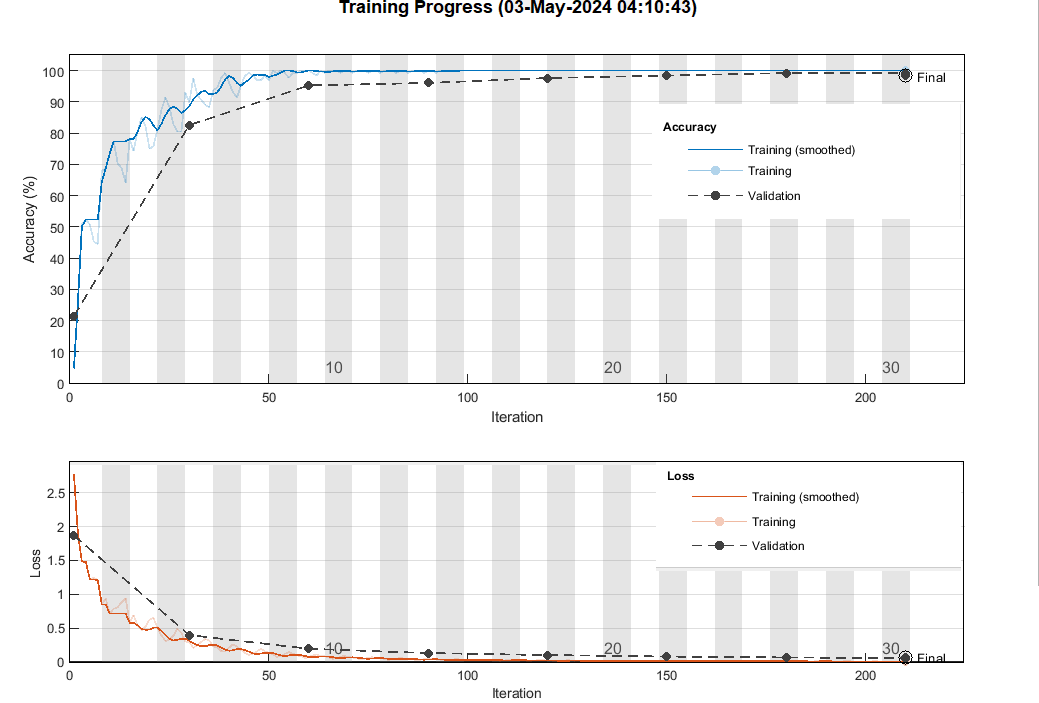 Training Progress (03-May-2024 04:10:43)
100
90
80
70
60
50
40
30
20
10
0
Accuracy (%)
Final
Accuracy
Training (smoothed)
Training
Validation
10 20 30
0 50 100 150 200
Iteration
2.5
2
1.5
1
0.5
0
Loss
Loss
Training (smoothed)
Training
Validation
10 20 30
Final
0 50 100 150 200
Iteration